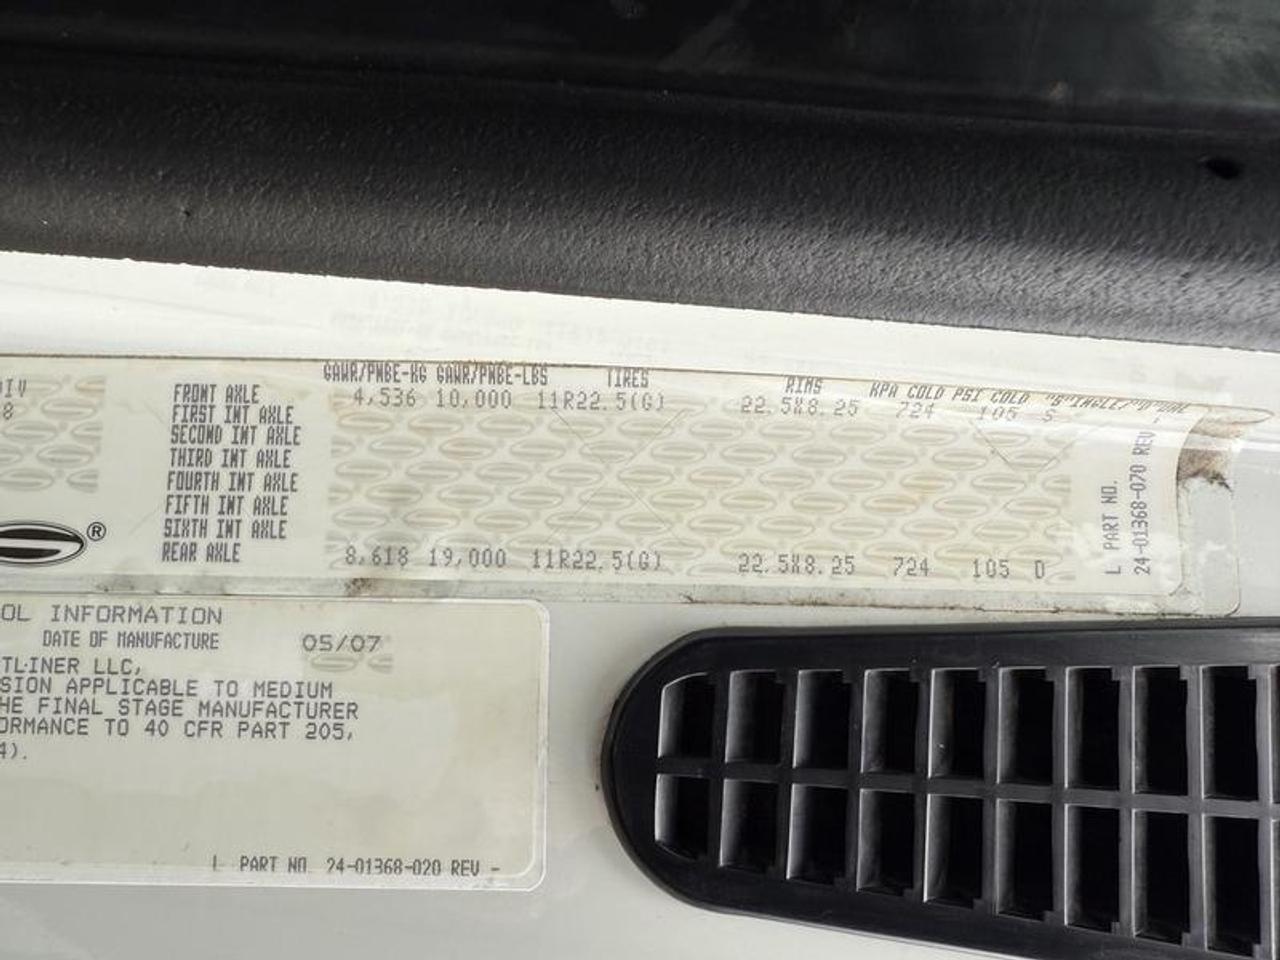 GAWR/PNBE-KG GAWR/PNBE-LBS TIRES RIMS KPA COLD PSI COLD "S"INGLE/"D"UAL
FRONT AXLE 4,536 10,000 11R22.5(G) 22.5X8.25 724 105 S
FIRST INT AXLE
SECOND INT AXLE
THIRD INT AXLE
FOURTH INT AXLE
FIFTH INT AXLE
SIXTH INT AXLE
REAR AXLE 8,618 19,000 11R22.5(G) 22.5X8.25 724 105 D
L PART NO.
24-01368-070 REV -
®
OL INFORMATION
DATE OF MANUFACTURE 05/07
TLINER LLC,
SION APPLICABLE TO MEDIUM
HE FINAL STAGE MANUFACTURER
ORMANCE TO 40 CFR PART 205,
4).
L PART NO. 24-01368-020 REV -